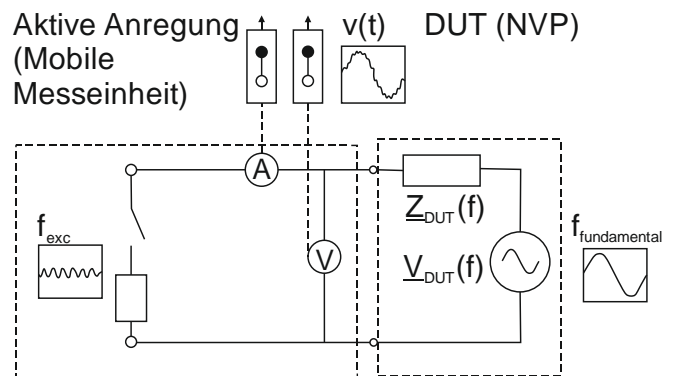 Aktive Anregung
(Mobile
Messeinheit)
v(t)
DUT (NVP)
A
Z_DUT(f)
f_exc
V
V_DUT(f)
f_fundamental